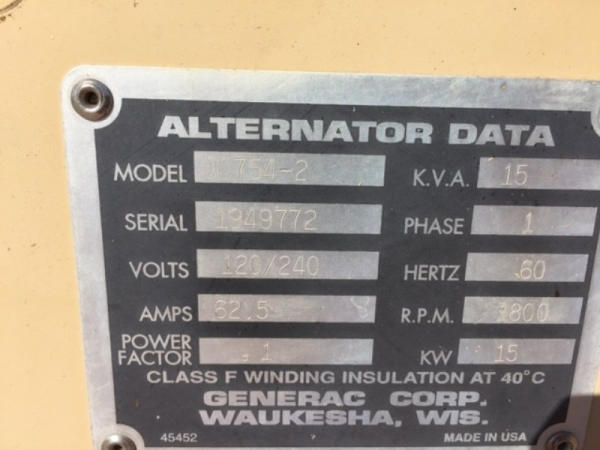 ALTERNATOR DATA
MODEL 754-2 K.V.A. 15
SERIAL 1949772 PHASE 1
VOLTS 120/240 HERTZ 60
AMPS 62.5 R.P.M. 1800
POWER FACTOR 1 KW 15
CLASS F WINDING INSULATION AT 40°C
GENERAC CORP.
WAUKESHA, WIS.
45452 MADE IN USA